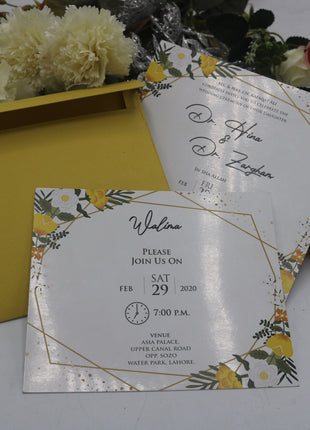 Dr. Hina
&
Dr. Zarghan
IN SHA ALLAH
FEB
FRI
Walima
PLEASE
JOIN US ON
FEB
SAT
29
2020
7:00 P.M.
VENUE
ASIA PALACE,
UPPER CANAL ROAD
OPP. SOZO
WATER PARK, LAHORE.